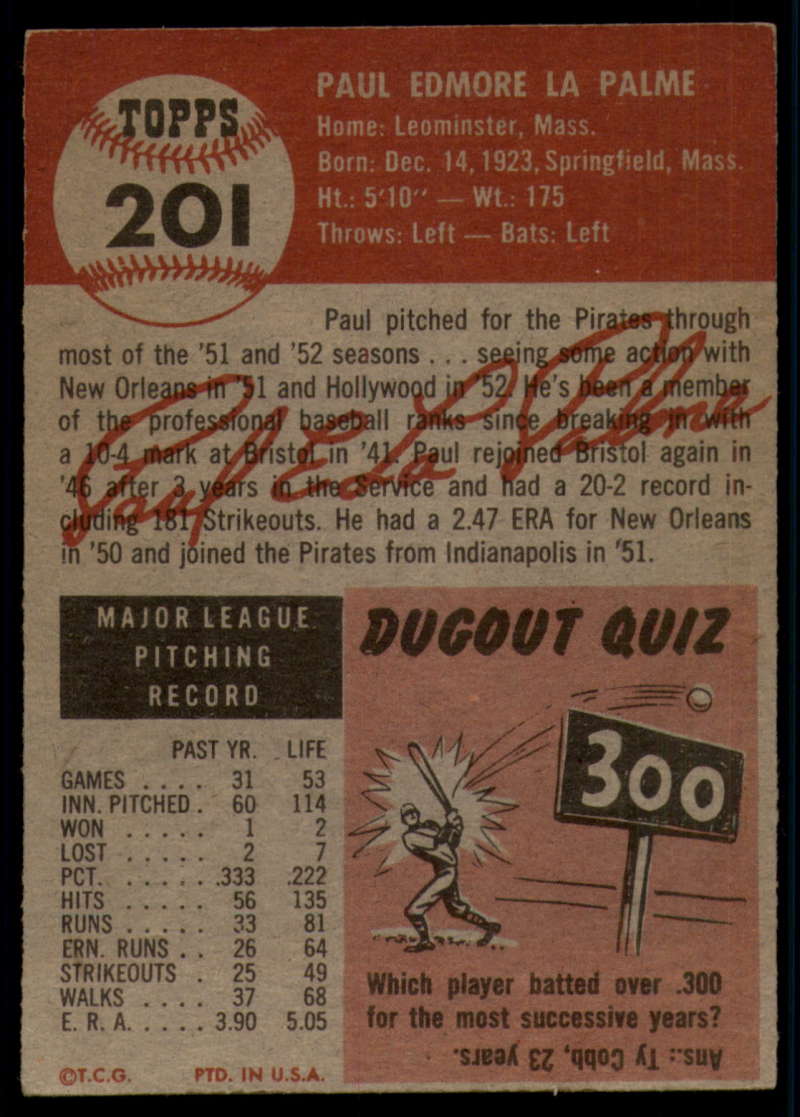 TOPPS
201
PAUL EDMORE LA PALME
Home: Leominster, Mass.
Born: Dec. 14, 1923, Springfield, Mass.
Ht.: 5'10" — Wt.: 175
Throws: Left — Bats: Left
Paul pitched for the Pirates through
most of the '51 and '52 seasons . . . seeing some action with
New Orleans in '51 and Hollywood in '52. He's been a member
of the professional baseball ranks since breaking in with
a 10-4 mark at Bristol in '41. Paul rejoined Bristol again in
'46 after 3 years in the Service and had a 20-2 record in-
cluding 181 Strikeouts. He had a 2.47 ERA for New Orleans
in '50 and joined the Pirates from Indianapolis in '51.
Paul E La Palme
MAJOR LEAGUE
PITCHING
RECORD
PAST YR. LIFE
GAMES . . . . 31 53
INN. PITCHED . 60 114
WON . . . . . 1 2
LOST . . . . . 2 7
PCT. . . . . . .333 .222
HITS . . . . . 56 135
RUNS . . . . . 33 81
ERN. RUNS . . 26 64
STRIKEOUTS . 25 49
WALKS . . . . 37 68
E. R. A. . . . . 3.90 5.05
©T.C.G. PTD. IN U.S.A.
DUGOUT QUIZ
300
Which player batted over .300
for the most successive years?
Ans.: Ty Cobb, 23 years.